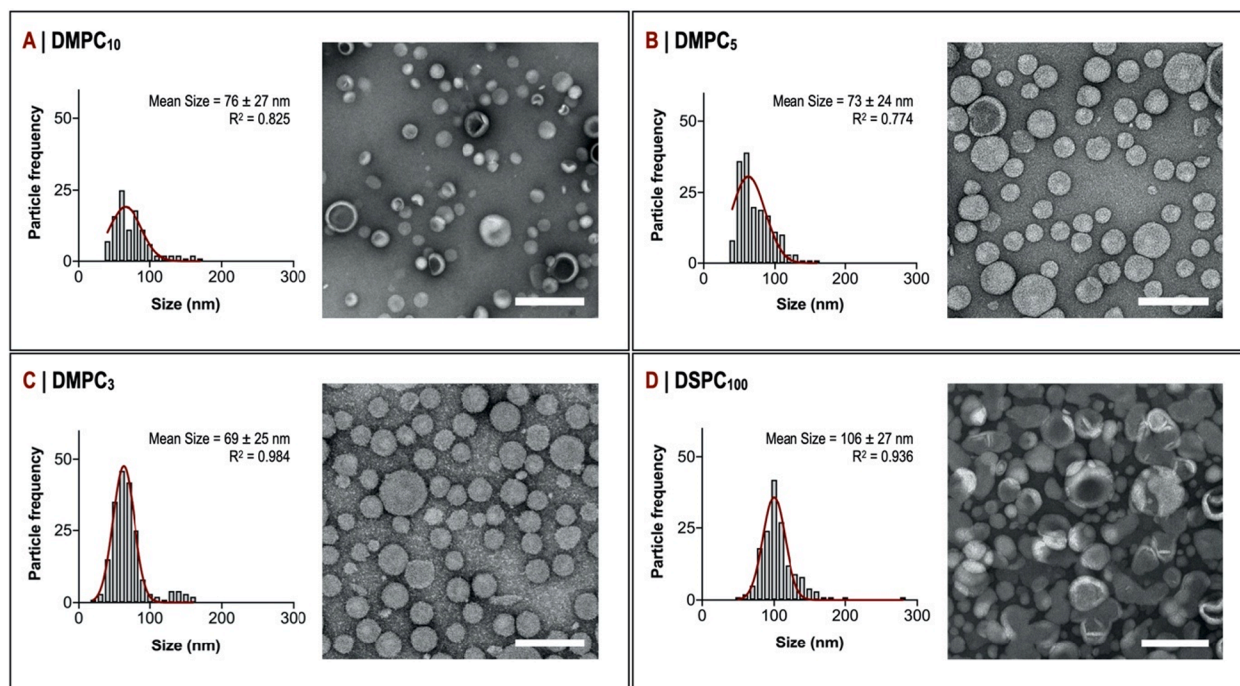 A | DMPC₁₀
Mean Size = 76 ± 27 nm
R² = 0.825
Particle frequency
50
25
0
0 100 200 300
Size (nm)
B | DMPC₅
Mean Size = 73 ± 24 nm
R² = 0.774
Particle frequency
50
25
0
0 100 200 300
Size (nm)
C | DMPC₃
Mean Size = 69 ± 25 nm
R² = 0.984
Particle frequency
50
25
0
0 100 200 300
Size (nm)
D | DSPC₁₀₀
Mean Size = 106 ± 27 nm
R² = 0.936
Particle frequency
50
25
0
0 100 200 300
Size (nm)